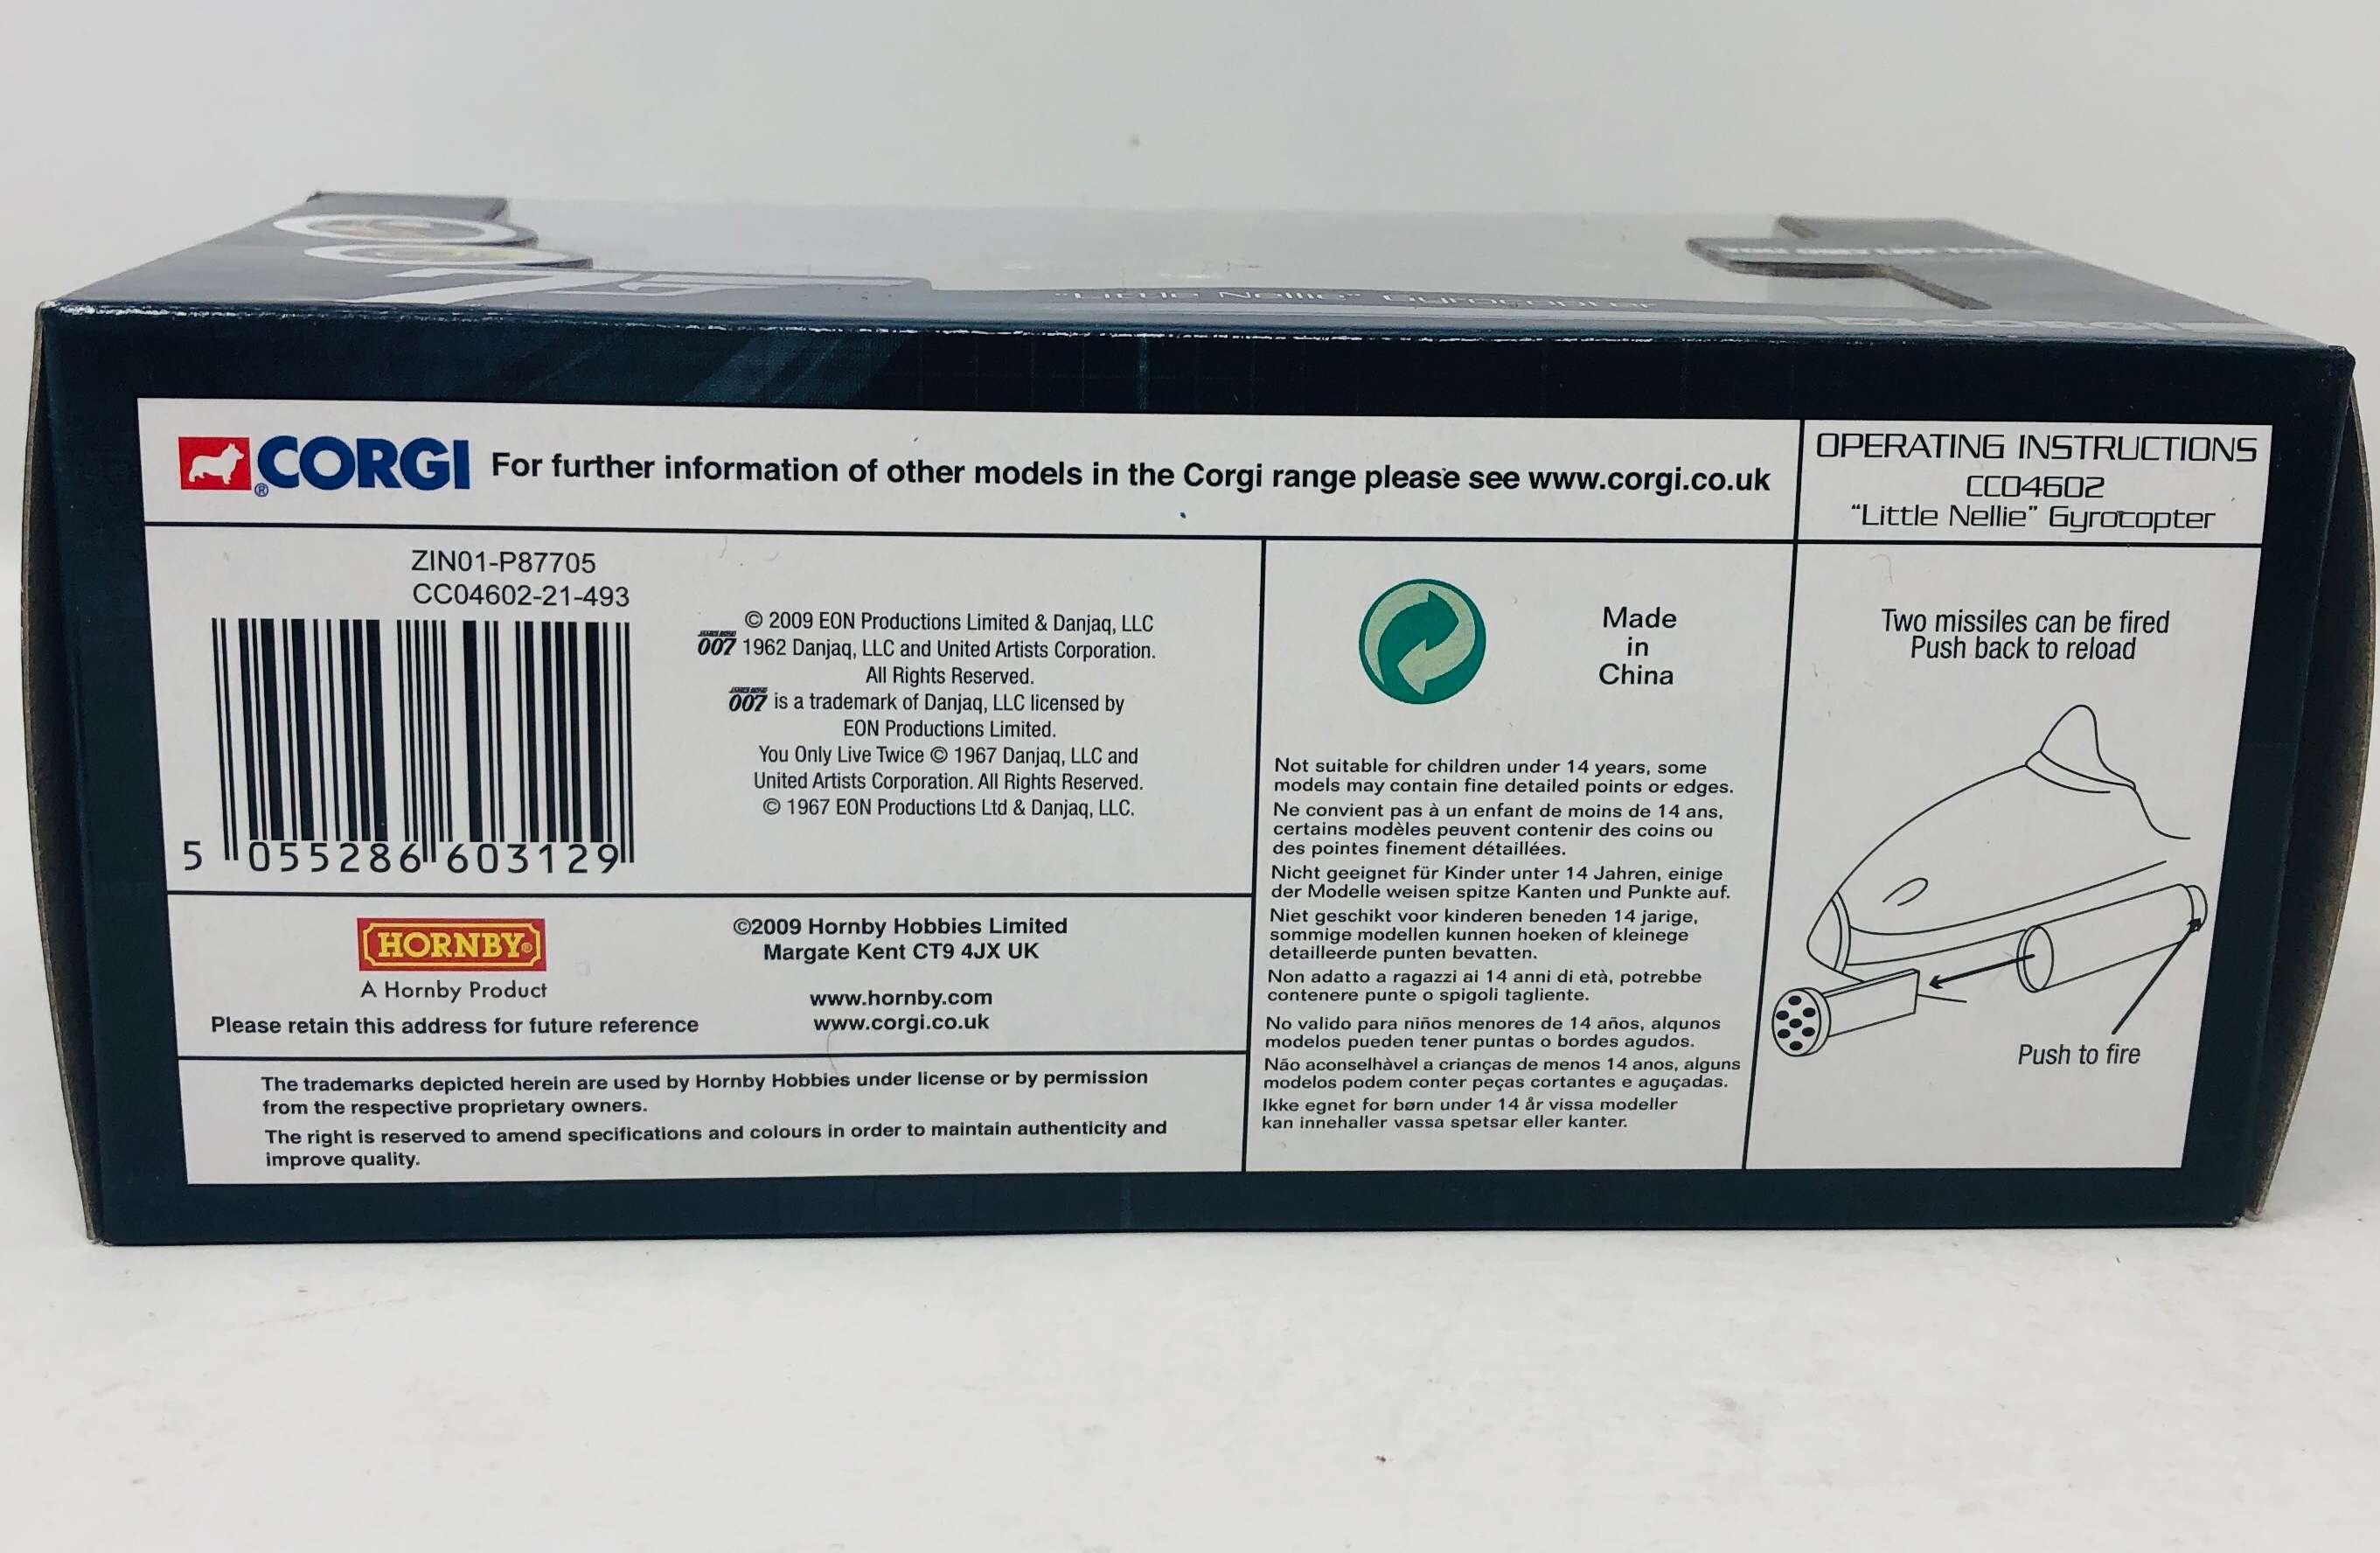 "Little Nellie" Gyrocopter
CORGI
CORGI® For further information of other models in the Corgi range please see www.corgi.co.uk
OPERATING INSTRUCTIONS
CC04602
"Little Nellie" Gyrocopter
ZIN01-P87705
CC04602-21-493
5 055286 603129
© 2009 EON Productions Limited & Danjaq, LLC
007 1962 Danjaq, LLC and United Artists Corporation.
All Rights Reserved.
007 is a trademark of Danjaq, LLC licensed by
EON Productions Limited.
You Only Live Twice © 1967 Danjaq, LLC and
United Artists Corporation. All Rights Reserved.
© 1967 EON Productions Ltd & Danjaq, LLC.
HORNBY®
A Hornby Product
Please retain this address for future reference
©2009 Hornby Hobbies Limited
Margate Kent CT9 4JX UK
www.hornby.com
www.corgi.co.uk
The trademarks depicted herein are used by Hornby Hobbies under license or by permission
from the respective proprietary owners.
The right is reserved to amend specifications and colours in order to maintain authenticity and
improve quality.
Made
in
China
Not suitable for children under 14 years, some
models may contain fine detailed points or edges.
Ne convient pas à un enfant de moins de 14 ans,
certains modèles peuvent contenir des coins ou
des pointes finement détaillées.
Nicht geeignet für Kinder unter 14 Jahren, einige
der Modelle weisen spitze Kanten und Punkte auf.
Niet geschikt voor kinderen beneden 14 jarige,
sommige modellen kunnen hoeken of kleinege
detailleerde punten bevatten.
Non adatto a ragazzi ai 14 anni di età, potrebbe
contenere punte o spigoli tagliente.
No valido para niños menores de 14 años, alqunos
modelos pueden tener puntas o bordes agudos.
Não aconselhàvel a crianças de menos 14 anos, alguns
modelos podem conter peças cortantes e aguçadas.
Ikke egnet for børn under 14 år vissa modeller
kan innehaller vassa spetsar eller kanter.
Two missiles can be fired
Push back to reload
Push to fire